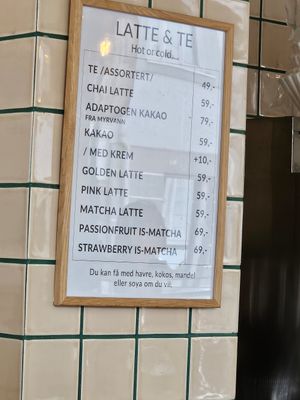 LATTE & TE
Hot or cold...
TE /ASSORTERT/ 49,-
CHAI LATTE 59,-
ADAPTOGEN KAKAO 79,-
FRA MYRVANN
KAKAO 59,-
/ MED KREM +10,-
GOLDEN LATTE 59,-
PINK LATTE 59,-
MATCHA LATTE 59,-
PASSIONFRUIT IS-MATCHA 69,-
STRAWBERRY IS-MATCHA 69,-
Du kan få med havre, kokos, mandel
eller soya om du vil.